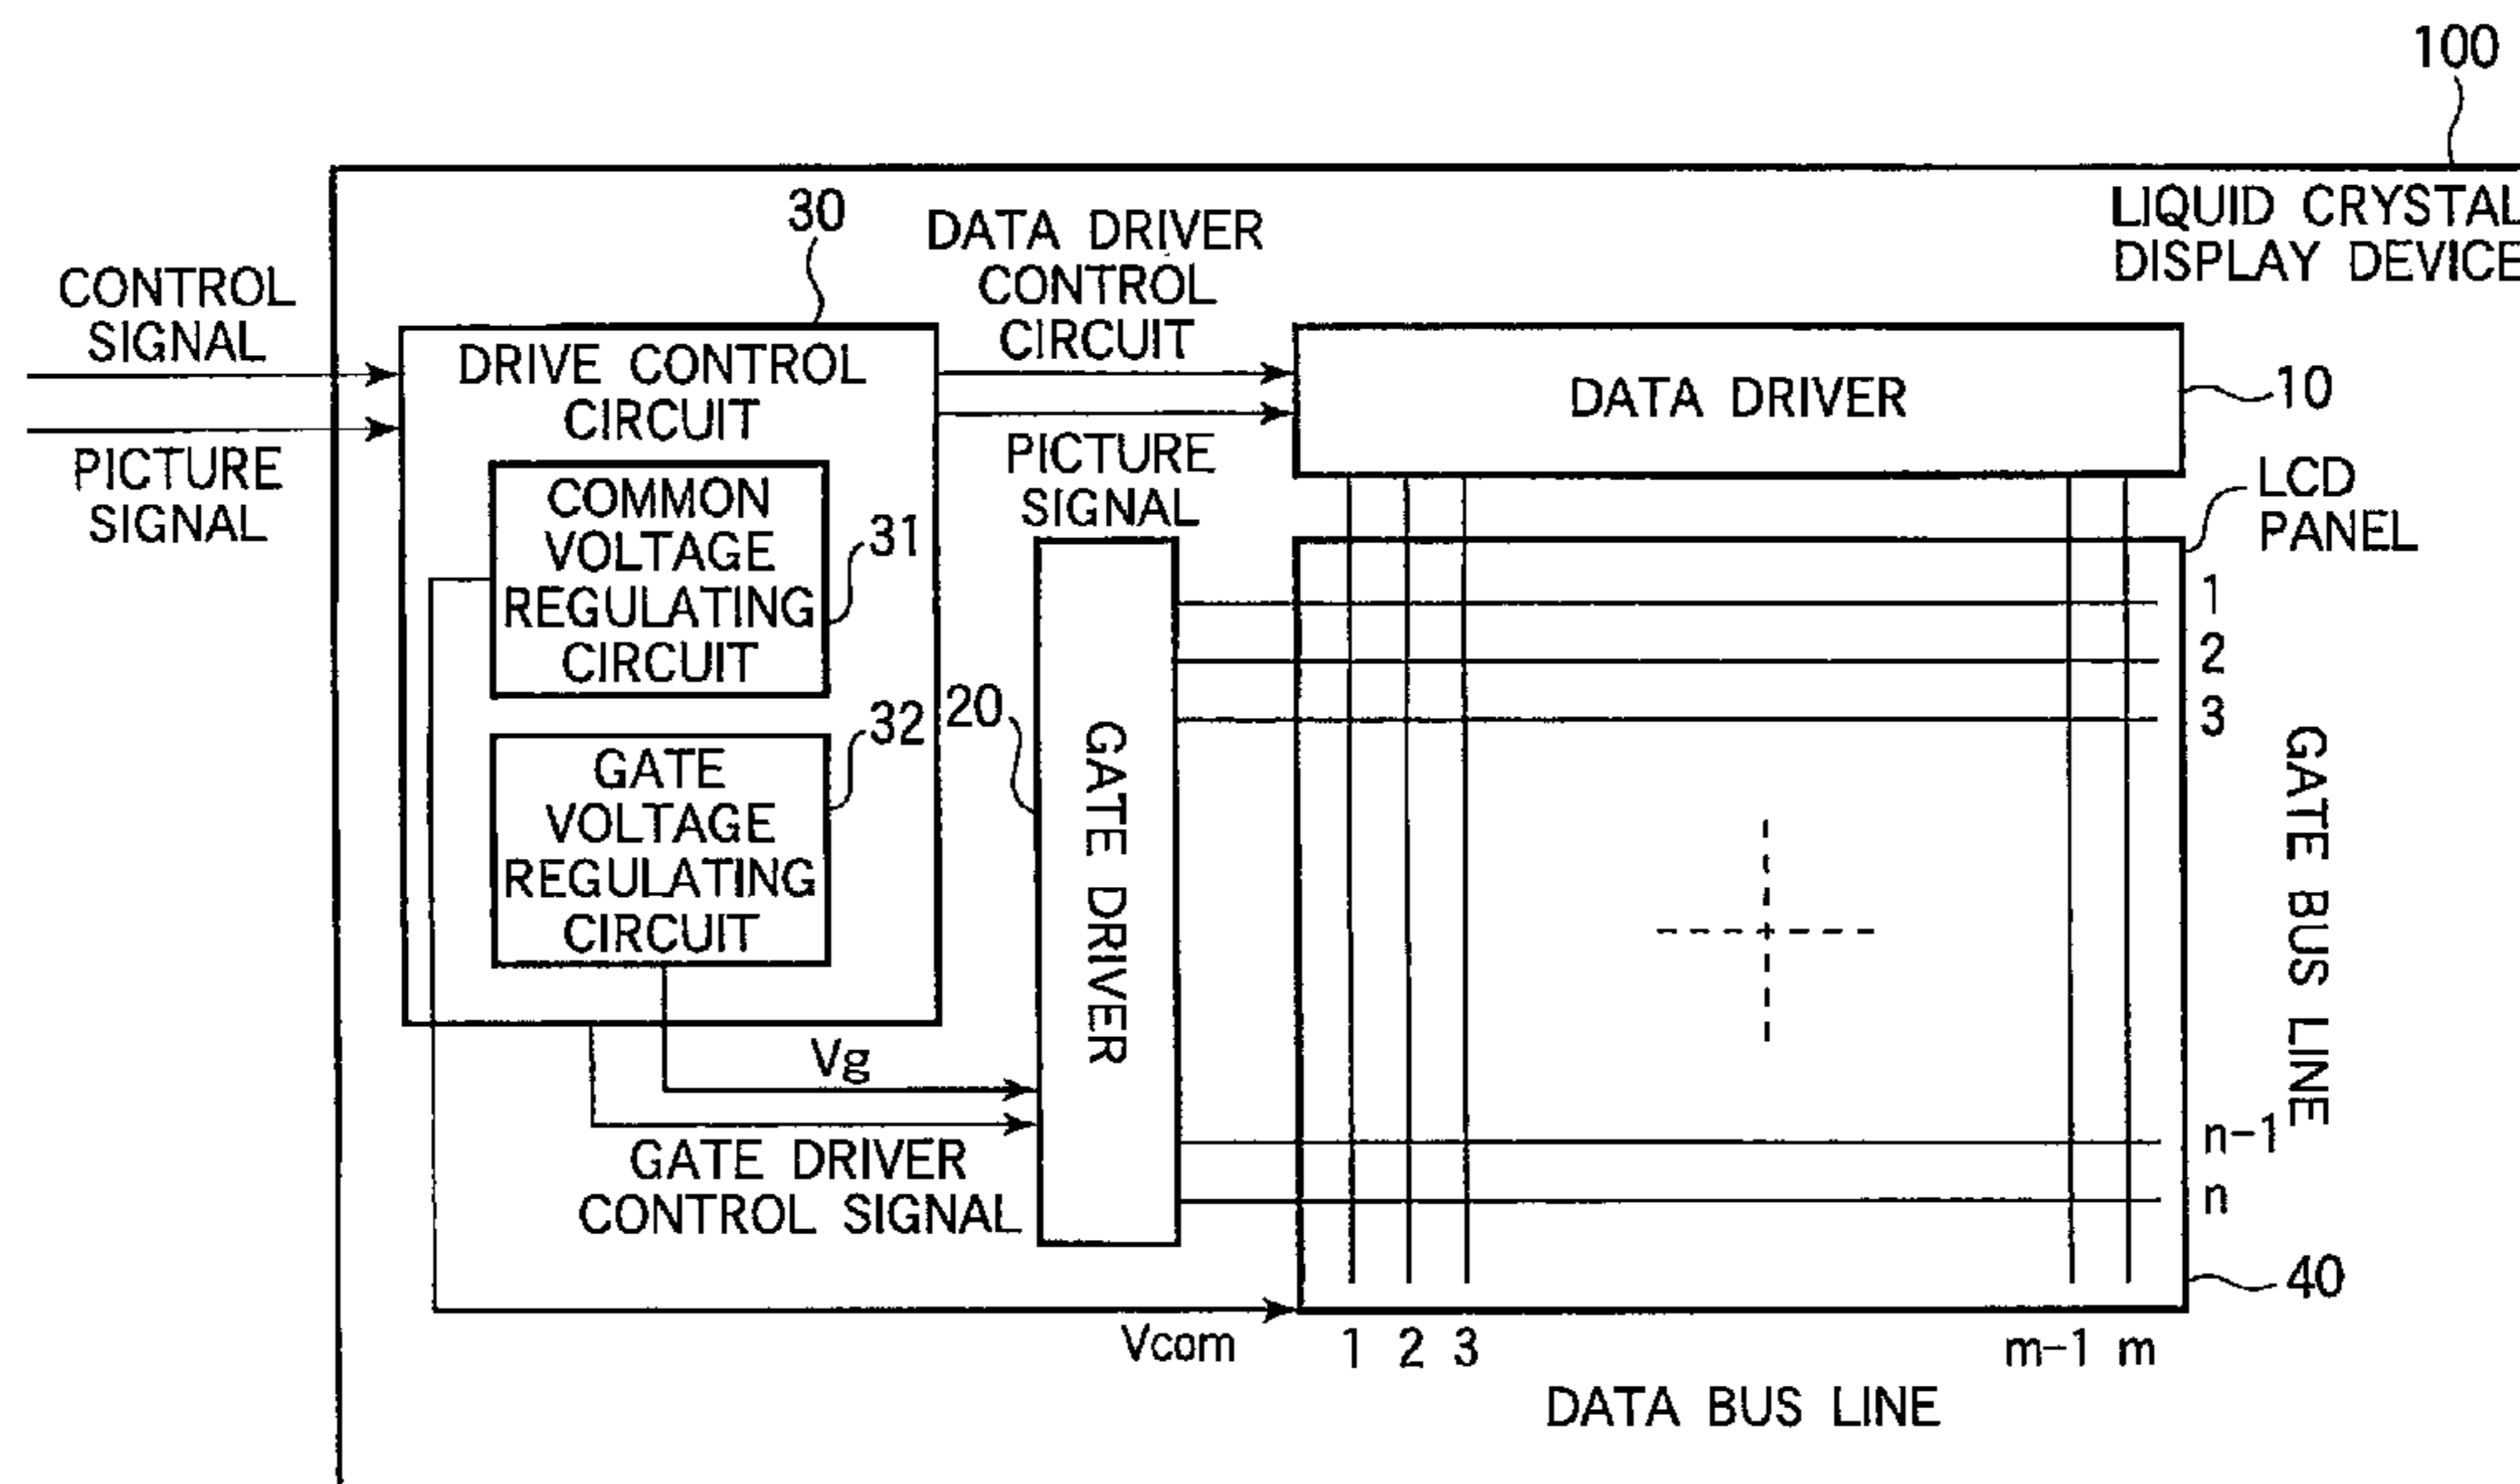 100
LIQUID CRYSTAL
DISPLAY DEVICE
30
DATA DRIVER
CONTROL
CIRCUIT
CONTROL
SIGNAL
PICTURE
SIGNAL
DRIVE CONTROL
CIRCUIT
DATA DRIVER
10
PICTURE
SIGNAL
LCD
PANEL
COMMON
VOLTAGE
REGULATING
CIRCUIT
31
GATE
VOLTAGE
REGULATING
CIRCUIT
32
20
GATE DRIVER
1
2
3
GATE BUS LINE
n-1
n
Vg
GATE DRIVER
CONTROL SIGNAL
40
Vcom
1 2 3 m-1 m
DATA BUS LINE